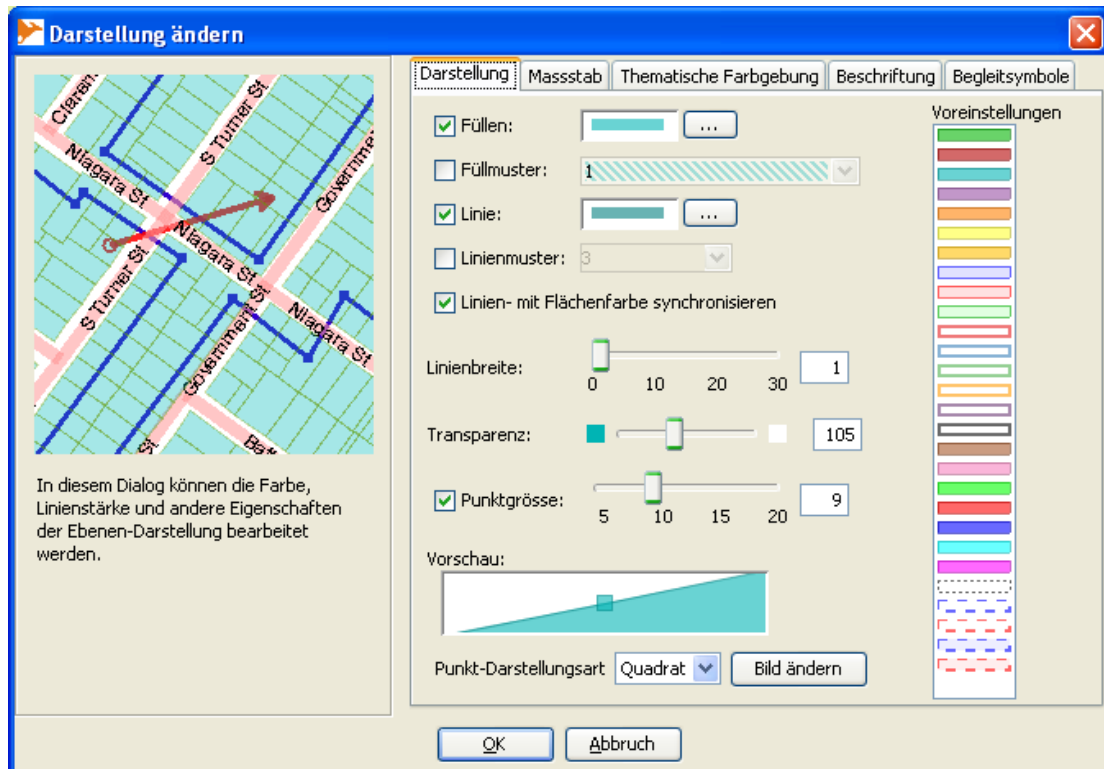 Darstellung ändern
Claren
S Turner St
Niagara St
Government
Niagara St
S Turner St
Government St
Niagara St
St
Bat
In diesem Dialog können die Farbe,
Linienstärke und andere Eigenschaften
der Ebenen-Darstellung bearbeitet
werden.
Darstellung Massstab Thematische Farbgebung Beschriftung Begleitsymbole
Voreinstellungen
Füllen: ...
Füllmuster: 1
Linie: ...
Linienmuster: 3
Linien- mit Flächenfarbe synchronisieren
Linienbreite: 1
0 10 20 30
Transparenz: 105
Punktgrösse: 9
5 10 15 20
Vorschau:
Punkt-Darstellungsart Quadrat Bild ändern
OK Abbruch